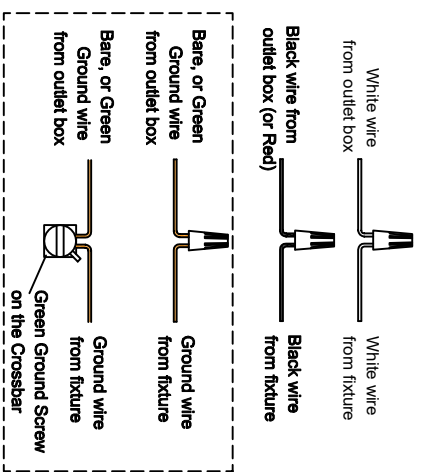 White wire
from outlet box
White wire
from fixture
Black wire from
outlet box (or Red)
Black wire
from fixture
Bare, or Green
Ground wire
from outlet box
Ground wire
from fixture
Bare, or Green
Ground wire
from outlet box
Ground wire
from fixture
Green Ground Screw
on the Crossbar